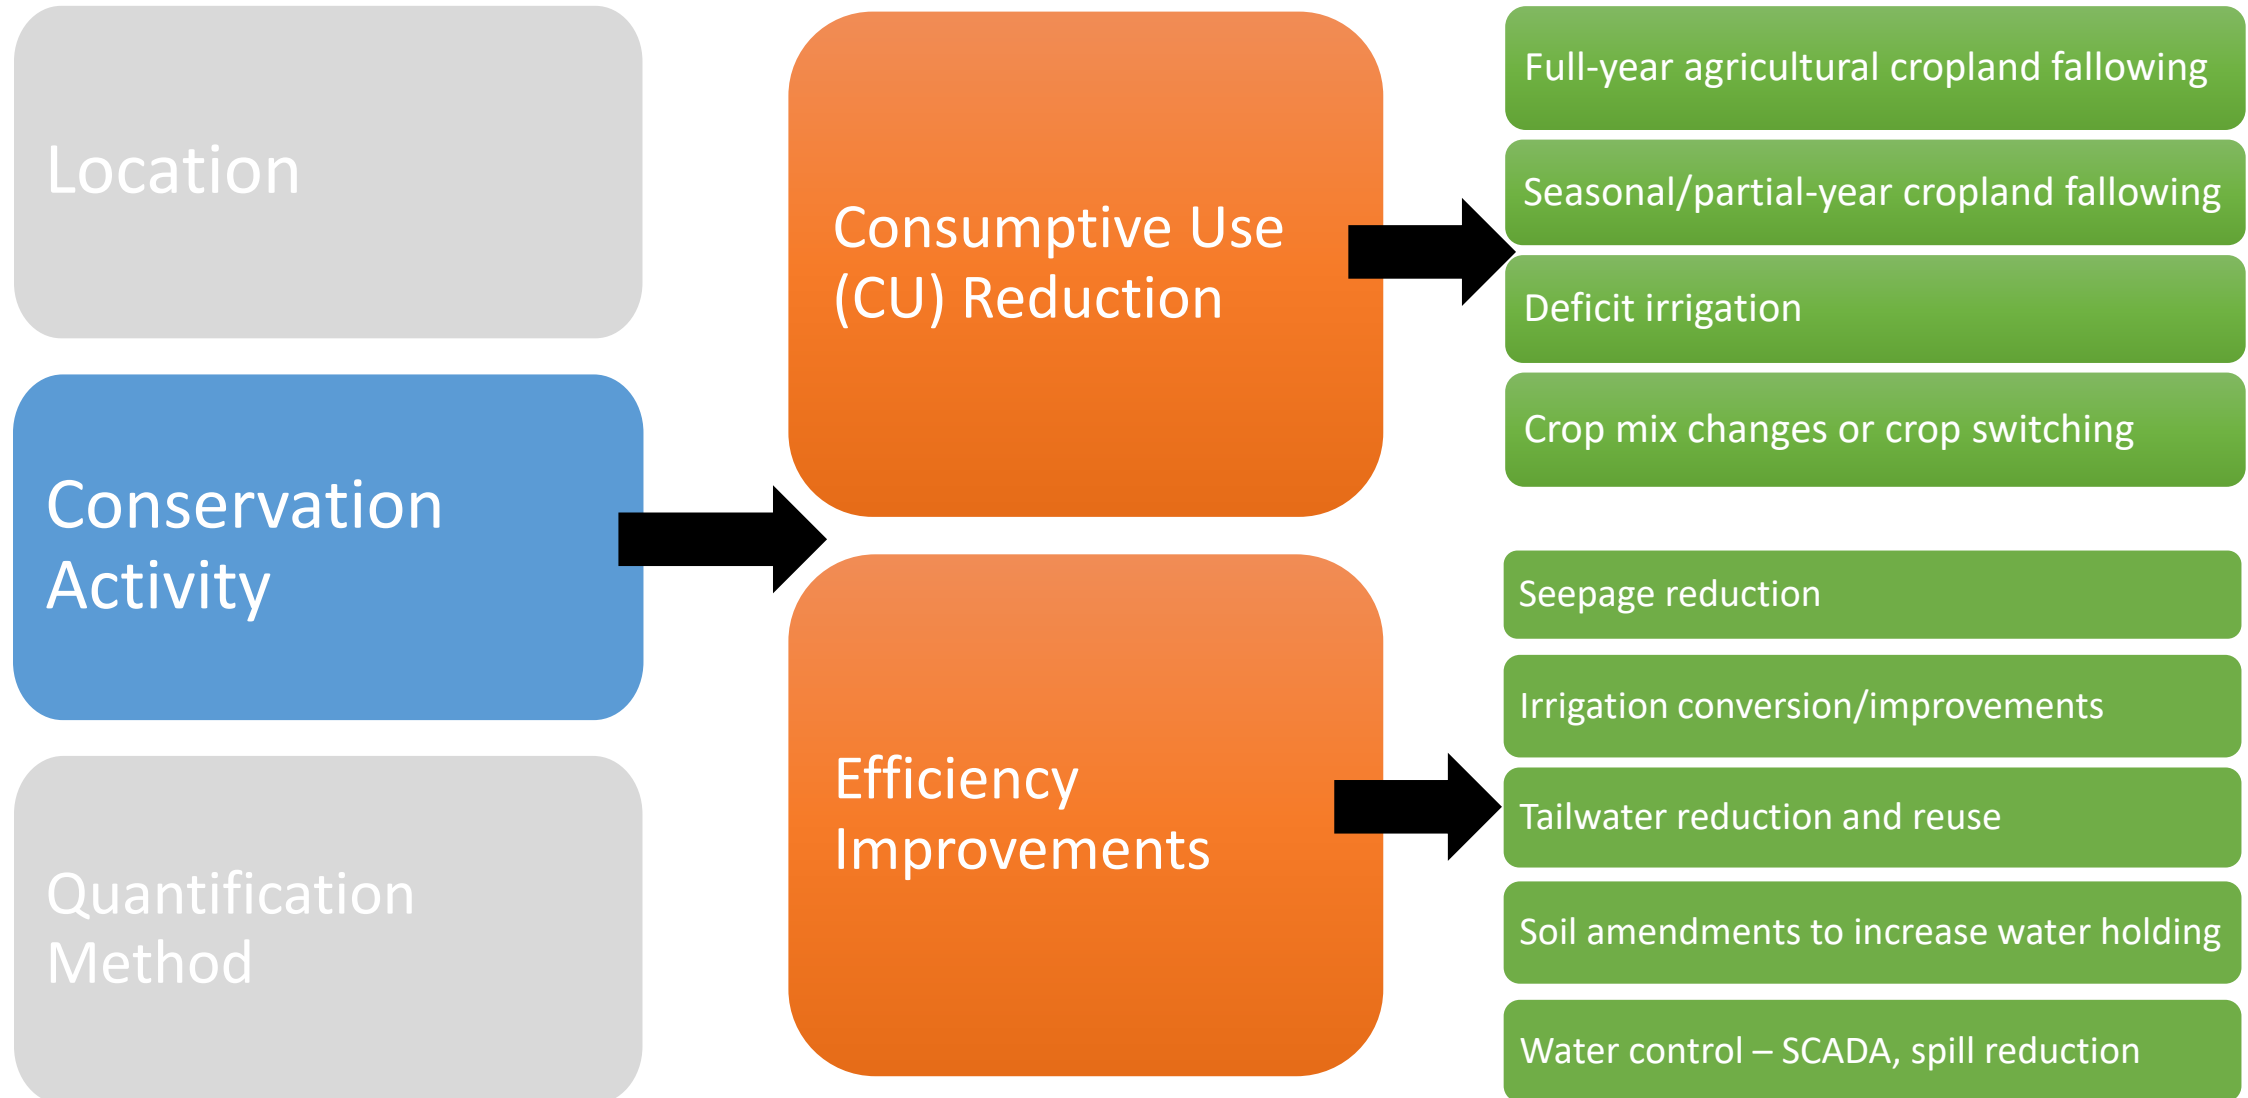 Location
Conservation
Activity
Quantification
Method
Consumptive Use
(CU) Reduction
Efficiency
Improvements
Full-year agricultural cropland fallowing
Seasonal/partial-year cropland fallowing
Deficit irrigation
Crop mix changes or crop switching
Seepage reduction
Irrigation conversion/improvements
Tailwater reduction and reuse
Soil amendments to increase water holding
Water control – SCADA, spill reduction